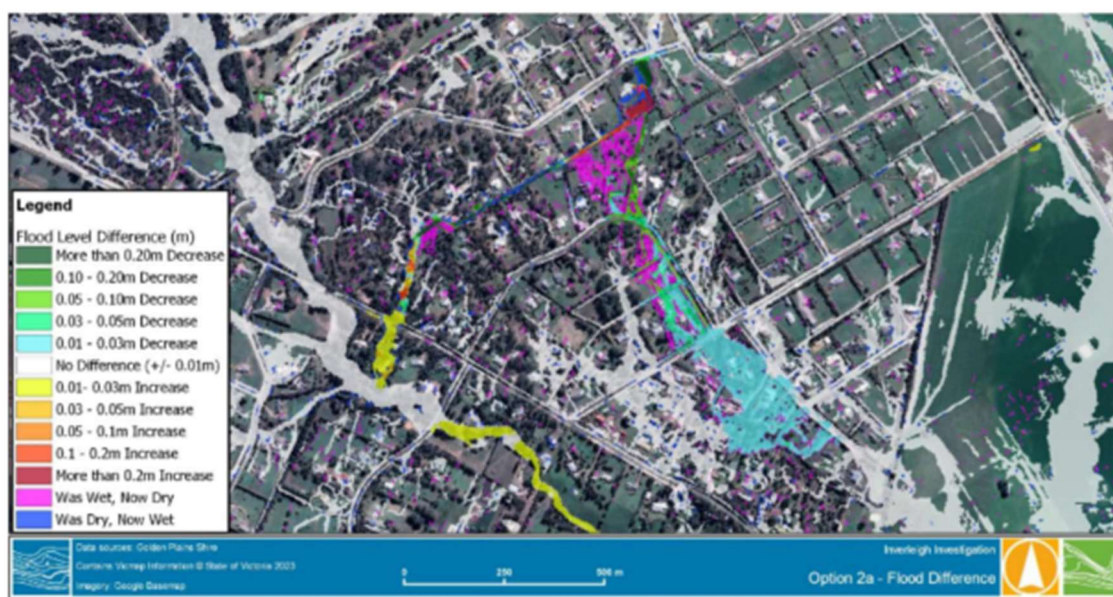 Legend
Flood Level Difference (m)
More than 0.20m Decrease
0.10 - 0.20m Decrease
0.05 - 0.10m Decrease
0.03 - 0.05m Decrease
0.01 - 0.03m Decrease
No Difference (+/- 0.01m)
0.01- 0.03m Increase
0.03 - 0.05m Increase
0.05 - 0.1m Increase
0.1 - 0.2m Increase
More than 0.2m Increase
Was Wet, Now Dry
Was Dry, Now Wet
Data sources: Golden Plains Shire
Contains Vicmap Information © State of Victoria 2023
Imagery: Google Basemap
0 250 500 m
Inverleigh Investigation
Option 2a - Flood Difference